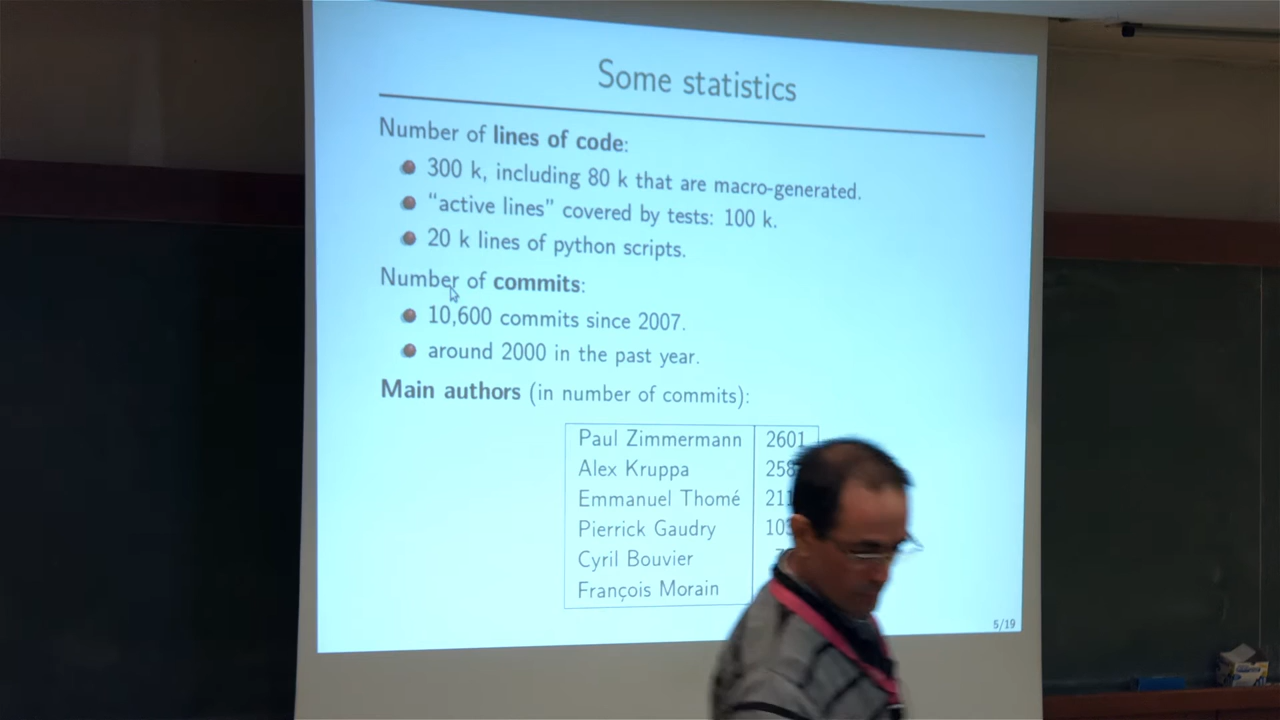 Some statistics
Number of lines of code:
300 k, including 80 k that are macro-generated.
“active lines” covered by tests: 100 k.
20 k lines of python scripts.
Number of commits:
10,600 commits since 2007.
around 2000 in the past year.
Main authors (in number of commits):
Paul Zimmermann 2601
Alex Kruppa
Emmanuel Thomé
Pierrick Gaudry
Cyril Bouvier
François Morain
5/19